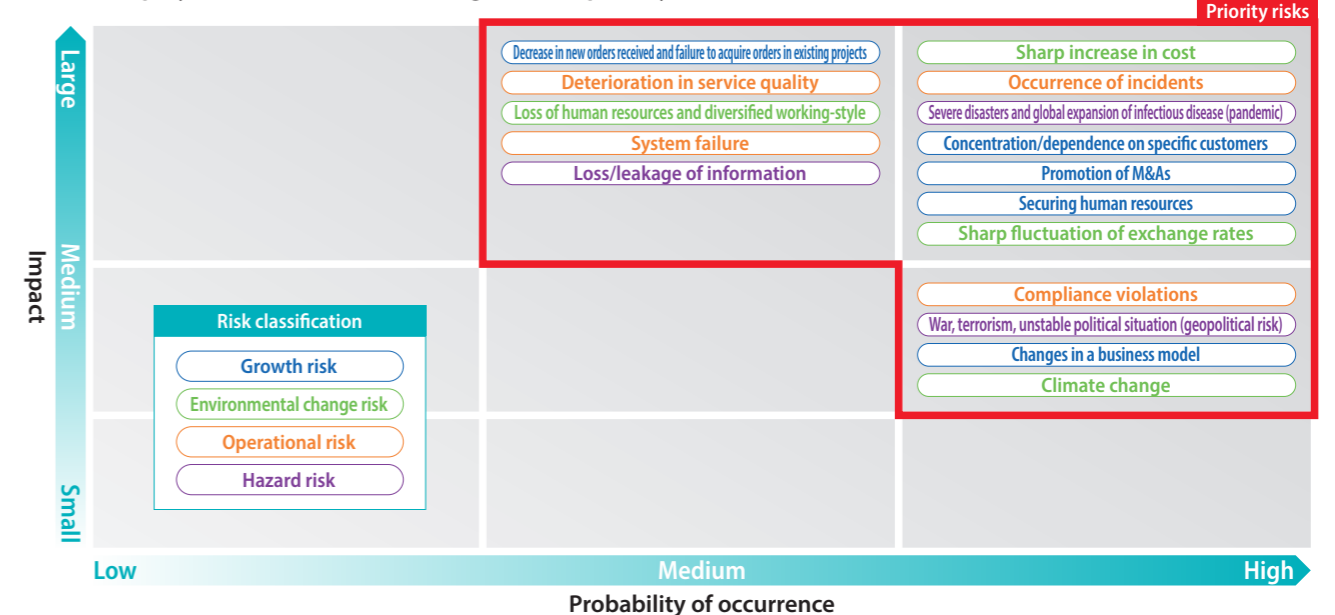 Priority risks
Large
Medium
Small
Impact
Decrease in new orders received and failure to acquire orders in existing projects
Deterioration in service quality
Loss of human resources and diversified working-style
System failure
Loss/leakage of information
Sharp increase in cost
Occurrence of incidents
Severe disasters and global expansion of infectious disease (pandemic)
Concentration/dependence on specific customers
Promotion of M&As
Securing human resources
Sharp fluctuation of exchange rates
Compliance violations
War, terrorism, unstable political situation (geopolitical risk)
Changes in a business model
Climate change
Risk classification
Growth risk
Environmental change risk
Operational risk
Hazard risk
Low
Medium
High
Probability of occurrence